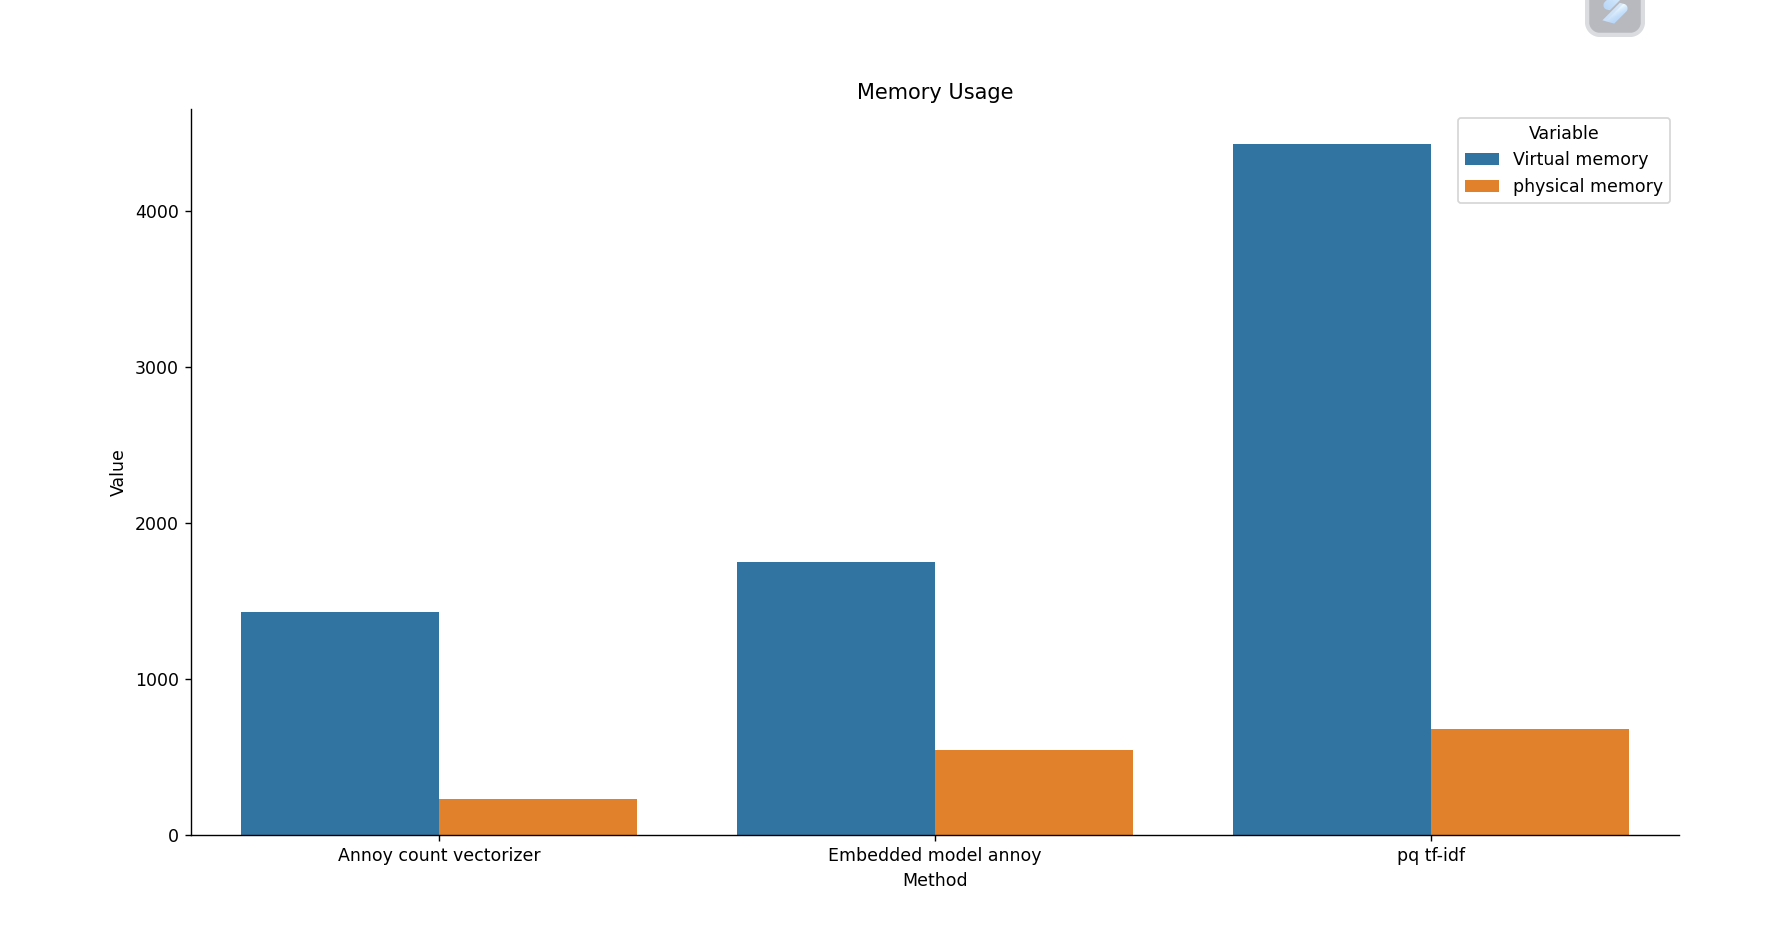 Memory Usage
Variable
Virtual memory
physical memory
4000
3000
2000
1000
0
Value
Annoy count vectorizer
Embedded model annoy
pq tf-idf
Method